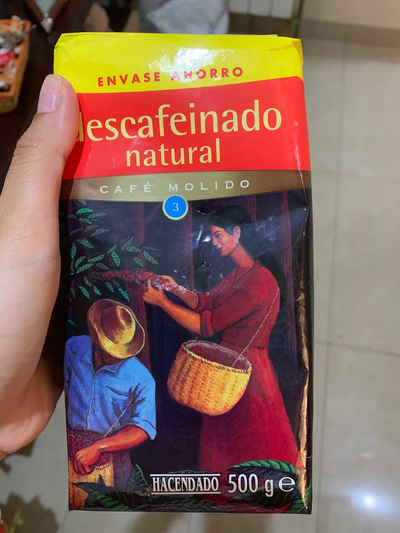 ENVASE AHORRO
descafeinado
natural
CAFÉ MOLIDO
3
HACENDADO 500 g e